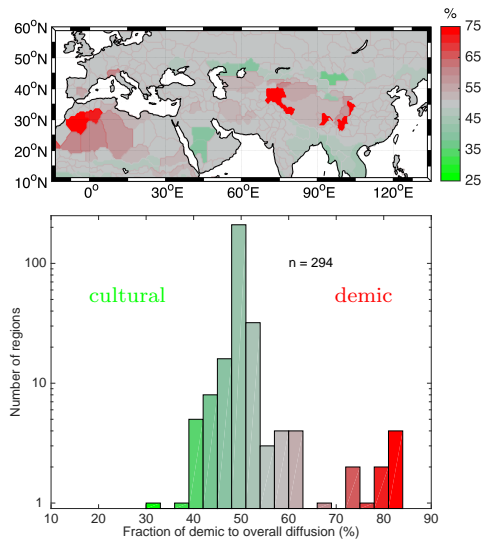 %
60°N
50°N
40°N
30°N
20°N
10°N
0°
30°E
60°E
90°E
120°E
75
65
55
45
35
25
n = 294
cultural
demic
100
10
1
Number of regions
10 20 30 40 50 60 70 80 90
Fraction of demic to overall diffusion (%)